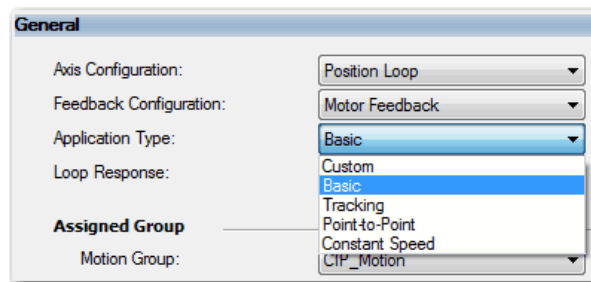 General
Axis Configuration: Position Loop
Feedback Configuration: Motor Feedback
Application Type: Basic
Loop Response:
Custom
Basic
Tracking
Point-to-Point
Constant Speed
Assigned Group
Motion Group: CIP_Motion